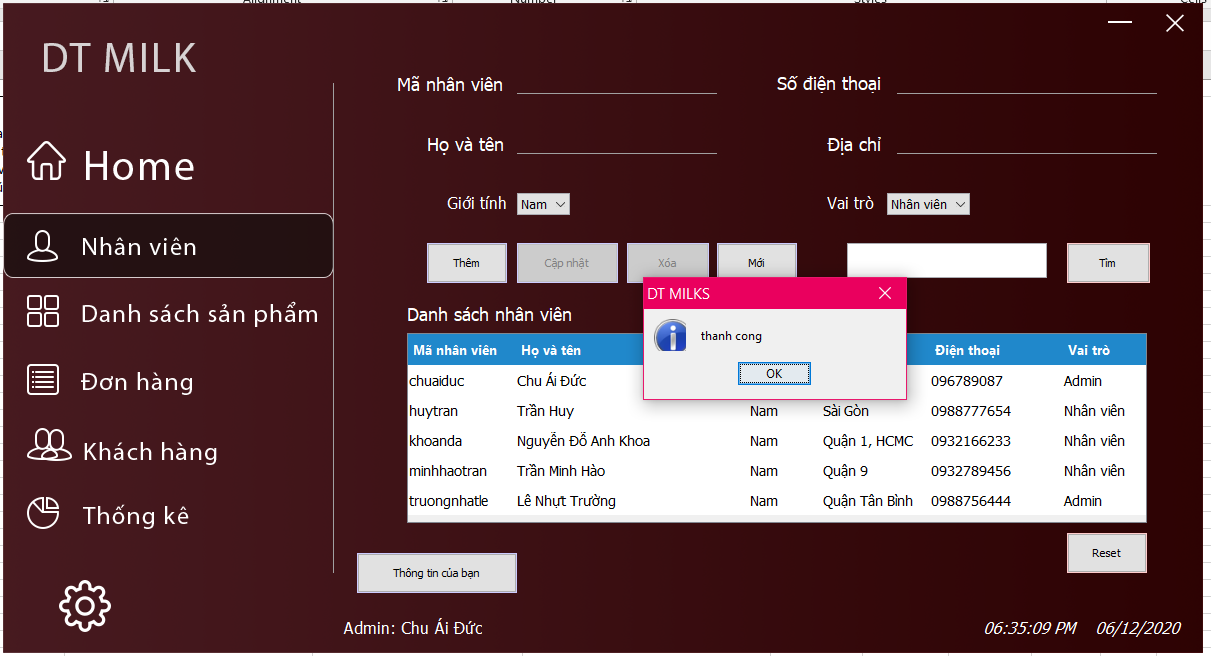 Alignment Number Styles Cells
DT MILK
Home
Nhân viên
Danh sách sản phẩm
Đơn hàng
Khách hàng
Thống kê
Mã nhân viên
Số điện thoại
Họ và tên
Địa chỉ
Giới tính Nam
Vai trò Nhân viên
Thêm Cập nhật Xóa Mới Tìm
DT MILKS
thanh cong
OK
Danh sách nhân viên
Mã nhân viên Họ và tên Điện thoại Vai trò
chuaiduc Chu Ái Đức 096789087 Admin
huytran Trần Huy Nam Sài Gòn 0988777654 Nhân viên
khoanda Nguyễn Đỗ Anh Khoa Nam Quận 1, HCMC 0932166233 Nhân viên
minhhaotran Trần Minh Hào Nam Quận 9 0932789456 Nhân viên
truongnhatle Lê Nhựt Trường Nam Quận Tân Bình 0988756444 Admin
Reset
Thông tin của bạn
Admin: Chu Ái Đức
06:35:09 PM 06/12/2020